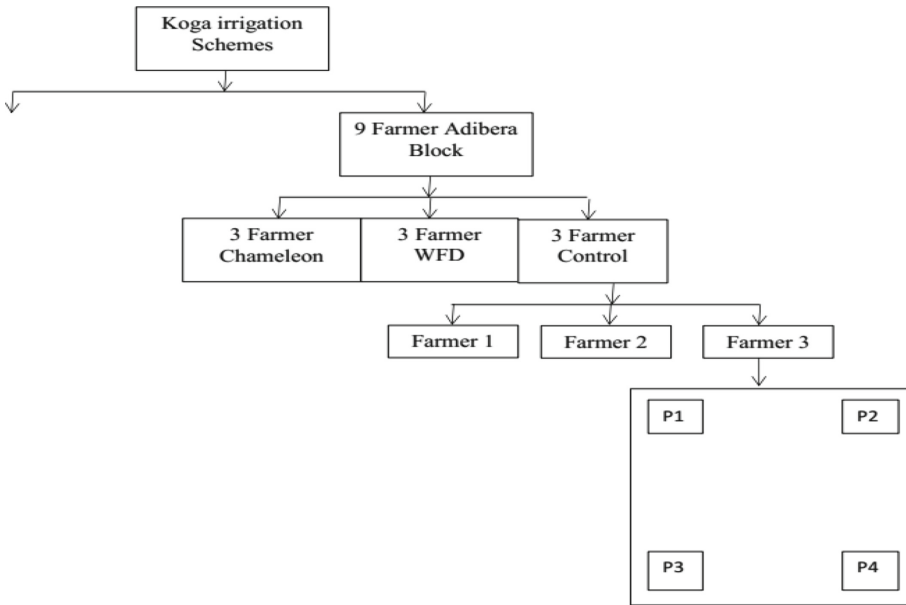 Koga irrigation
Schemes
9 Farmer Adibera
Block
3 Farmer
Chameleon
3 Farmer
WFD
3 Farmer
Control
Farmer 1
Farmer 2
Farmer 3
P1
P2
P3
P4